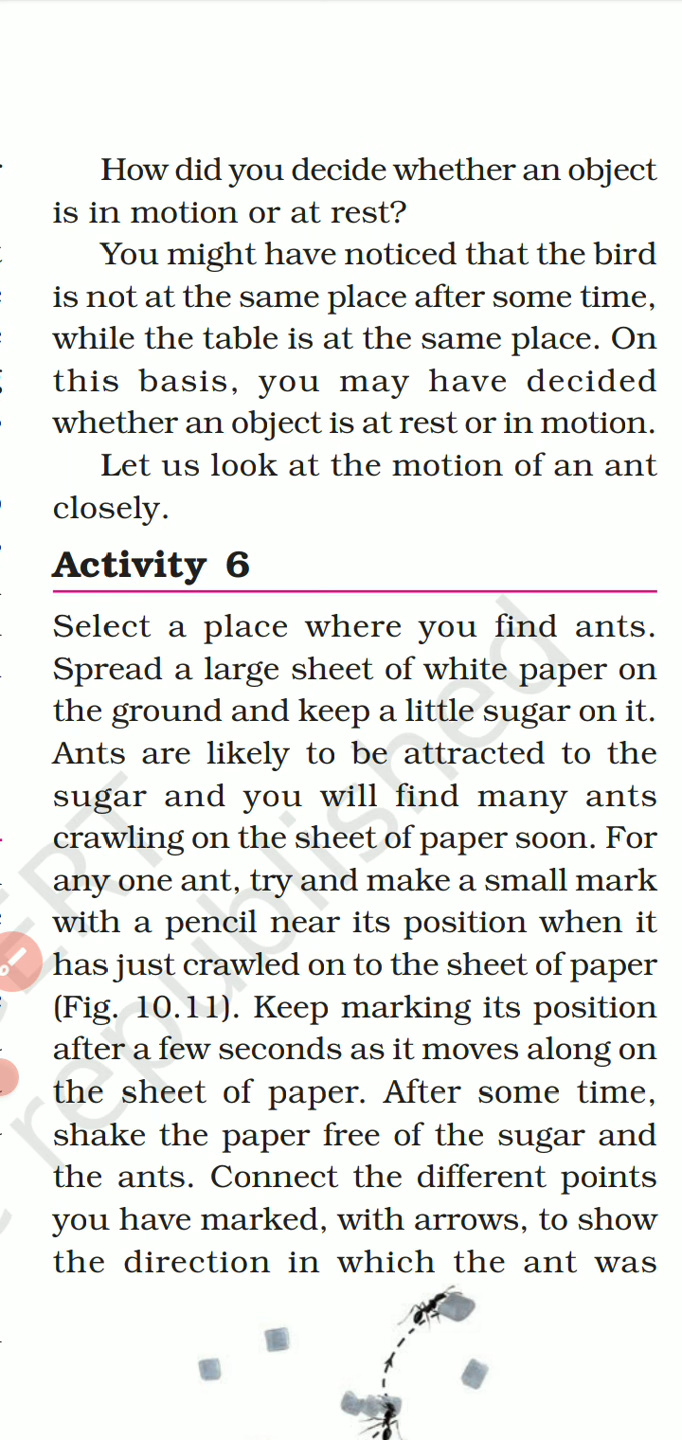 How did you decide whether an object
is in motion or at rest?
You might have noticed that the bird
is not at the same place after some time,
while the table is at the same place. On
this basis, you may have decided
whether an object is at rest or in motion.
Let us look at the motion of an ant
closely.
Activity 6
Select a place where you find ants.
Spread a large sheet of white paper on
the ground and keep a little sugar on it.
Ants are likely to be attracted to the
sugar and you will find many ants
crawling on the sheet of paper soon. For
any one ant, try and make a small mark
with a pencil near its position when it
has just crawled on to the sheet of paper
(Fig. 10.11). Keep marking its position
after a few seconds as it moves along on
the sheet of paper. After some time,
shake the paper free of the sugar and
the ants. Connect the different points
you have marked, with arrows, to show
the direction in which the ant was
republished